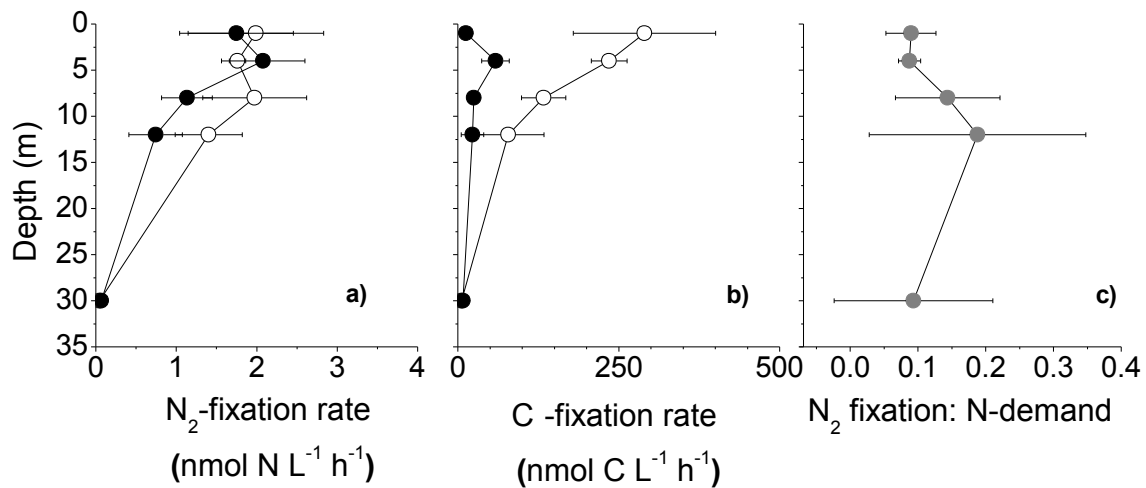 Depth (m)
0
5
10
15
20
25
30
35
a)
0 1 2 3 4
N₂-fixation rate
(nmol N L⁻¹ h⁻¹)
b)
0 250 500
C -fixation rate
(nmol C L⁻¹ h⁻¹)
c)
0.0 0.1 0.2 0.3 0.4
N₂ fixation: N-demand